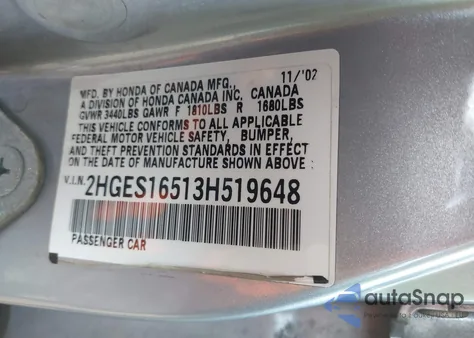 MFD. BY HONDA OF CANADA MFG., 11/'02
A DIVISION OF HONDA CANADA INC. CANADA
GVWR 3440LBS GAWR F 1810LBS R 1680LBS
THIS VEHICLE CONFORMS TO ALL APPLICABLE
FEDERAL MOTOR VEHICLE SAFETY, BUMPER,
AND THEFT PREVENTION STANDARDS IN EFFECT
ON THE DATE OF MANUFACTURE SHOWN ABOVE :
V.I.N. 2HGES16513H519648
PASSENGER CAR
autoSnap